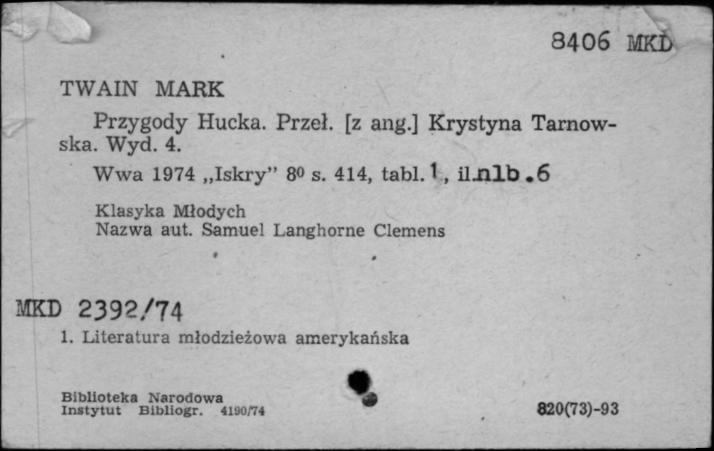 8406 MKD
TWAIN MARK
Przygody Hucka. Przeł. [z ang.] Krystyna Tarnow-
ska. Wyd. 4.
Wwa 1974 „Iskry” 8⁰ s. 414, tabl. 1, il. nlb. 6
Klasyka Młodych
Nazwa aut. Samuel Langhorne Clemens
MKD 2392/74
1. Literatura młodzieżowa amerykańska
Biblioteka Narodowa
Instytut Bibliogr. 4190/74
820(73)-93